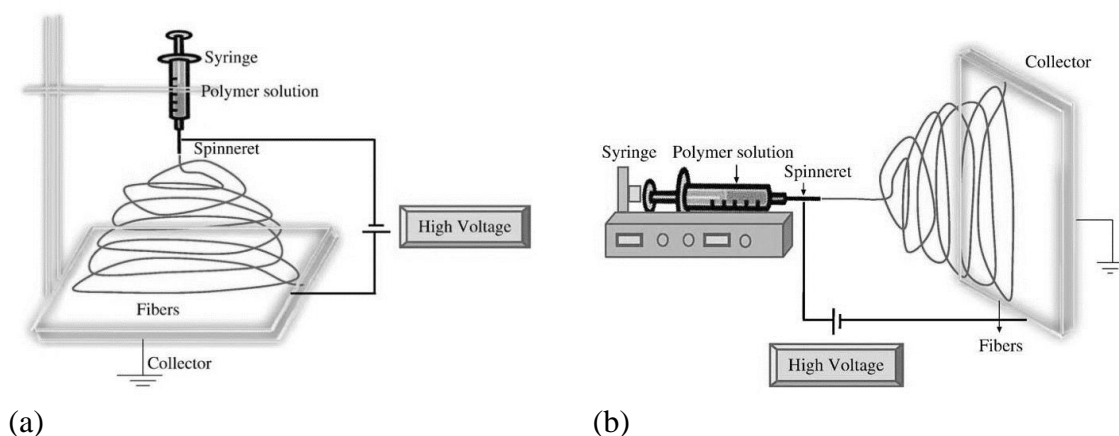 Syringe
Polymer solution
Spinneret
High Voltage
Fibers
Collector
(a)
Collector
Syringe Polymer solution
Spinneret
Fibers
High Voltage
(b)